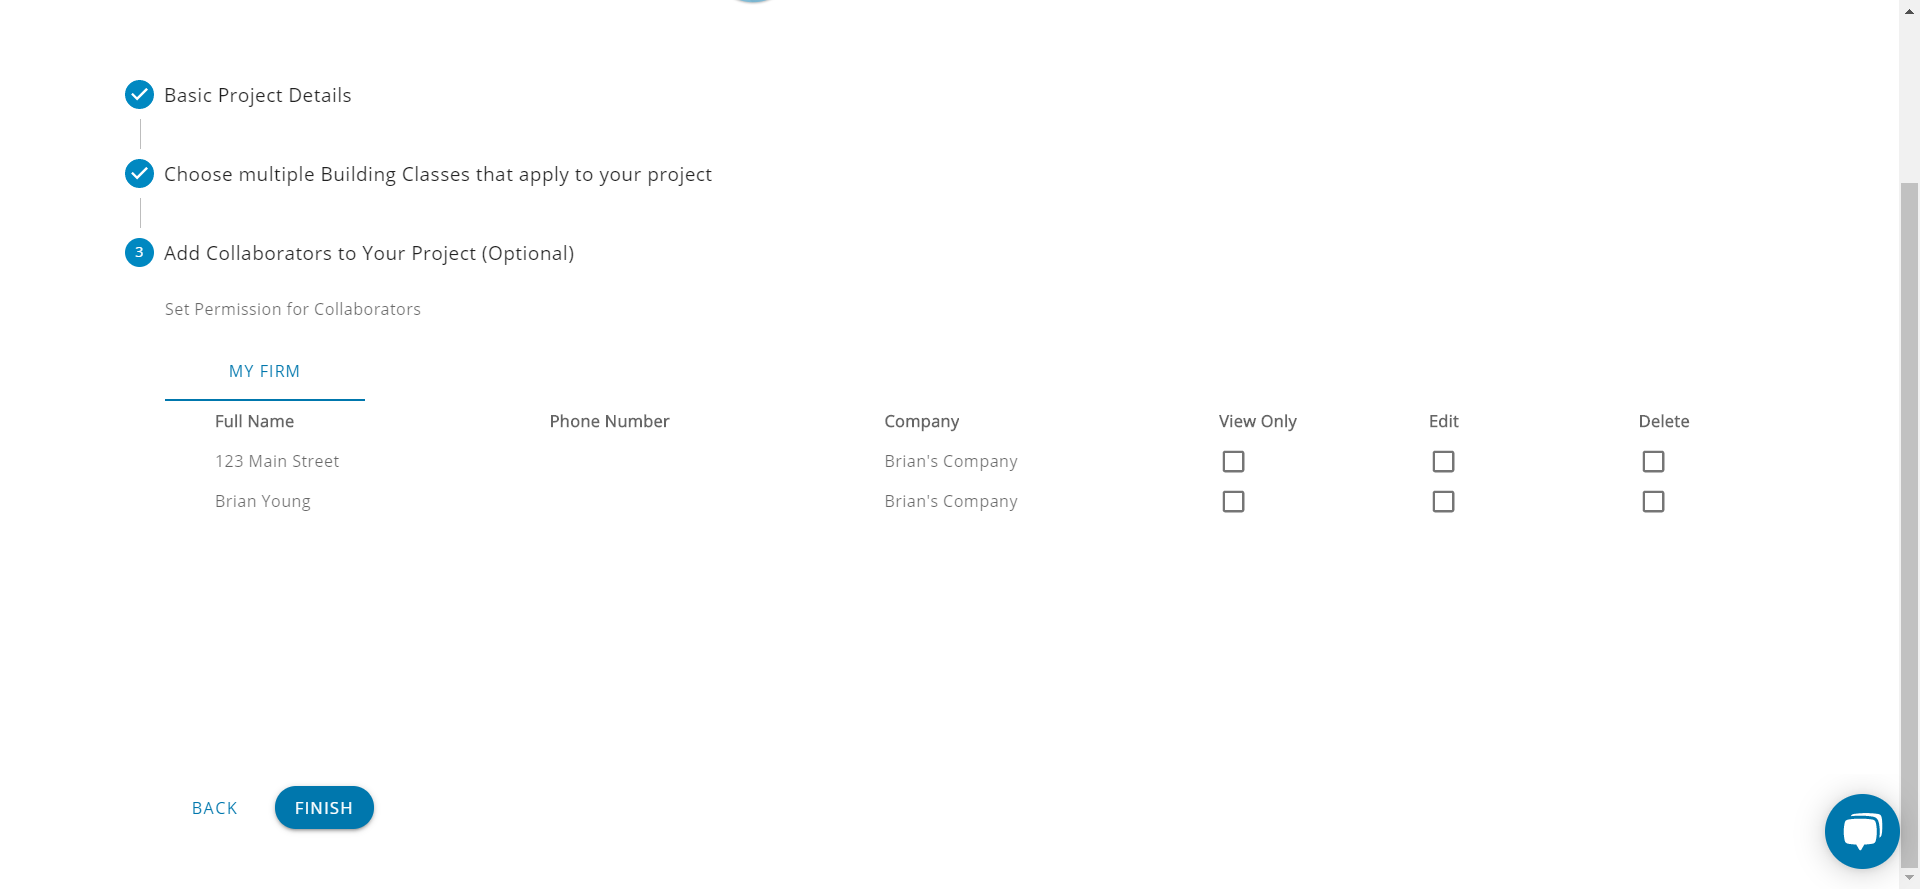 Basic Project Details
Choose multiple Building Classes that apply to your project
3 Add Collaborators to Your Project (Optional)
Set Permission for Collaborators
MY FIRM
Full Name Phone Number Company View Only Edit Delete
123 Main Street Brian's Company
Brian Young Brian's Company
BACK FINISH